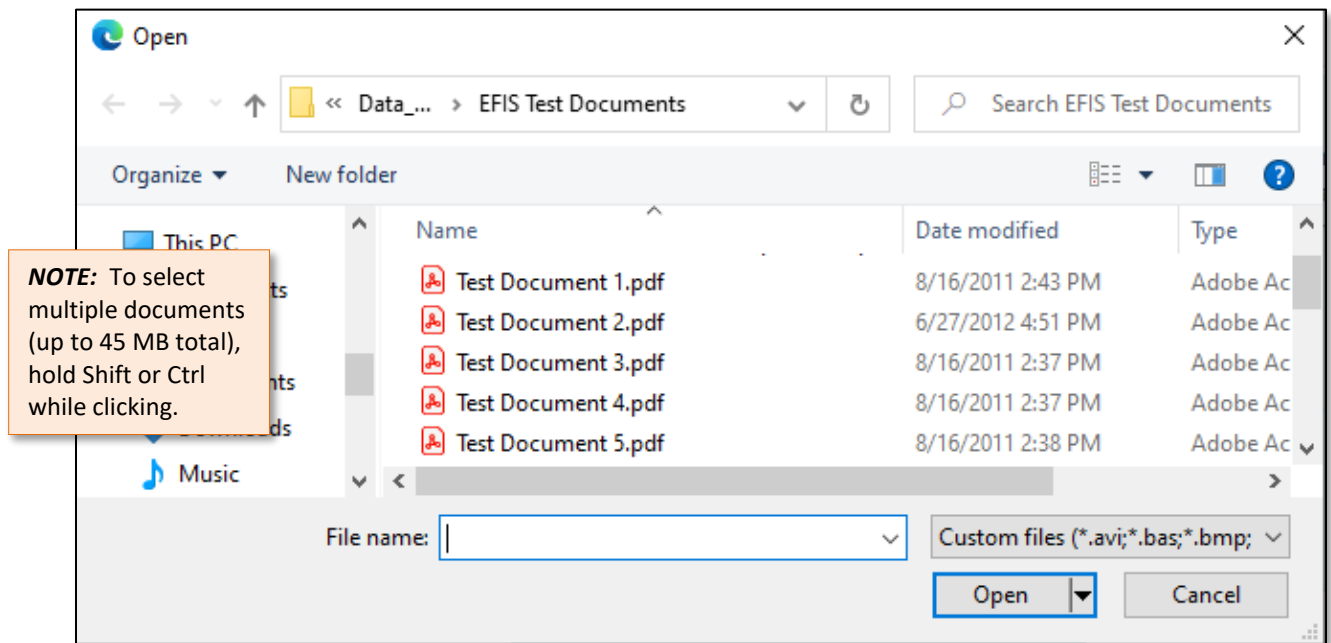 Open
« Data_... > EFIS Test Documents
Search EFIS Test Documents
Organize
New folder
Name Date modified Type
This PC
NOTE: To select
multiple documents
(up to 45 MB total),
hold Shift or Ctrl
while clicking.
Test Document 1.pdf 8/16/2011 2:43 PM Adobe Ac
Test Document 2.pdf 6/27/2012 4:51 PM Adobe Ac
Test Document 3.pdf 8/16/2011 2:37 PM Adobe Ac
Test Document 4.pdf 8/16/2011 2:37 PM Adobe Ac
Test Document 5.pdf 8/16/2011 2:38 PM Adobe Ac
Music
File name:
Custom files (*.avi;*.bas;*.bmp;
Open
Cancel